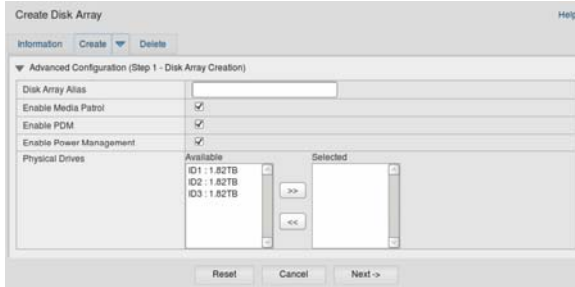 Create Disk Array
Help
Information Create Delete
Advanced Configuration (Step 1 - Disk Array Creation)
Disk Array Alias
Enable Media Patrol
Enable PDM
Enable Power Management
Physical Drives Available Selected
ID1 : 1.82TB
ID2 : 1.82TB
ID3 : 1.82TB
>>
<<
Reset Cancel Next ->